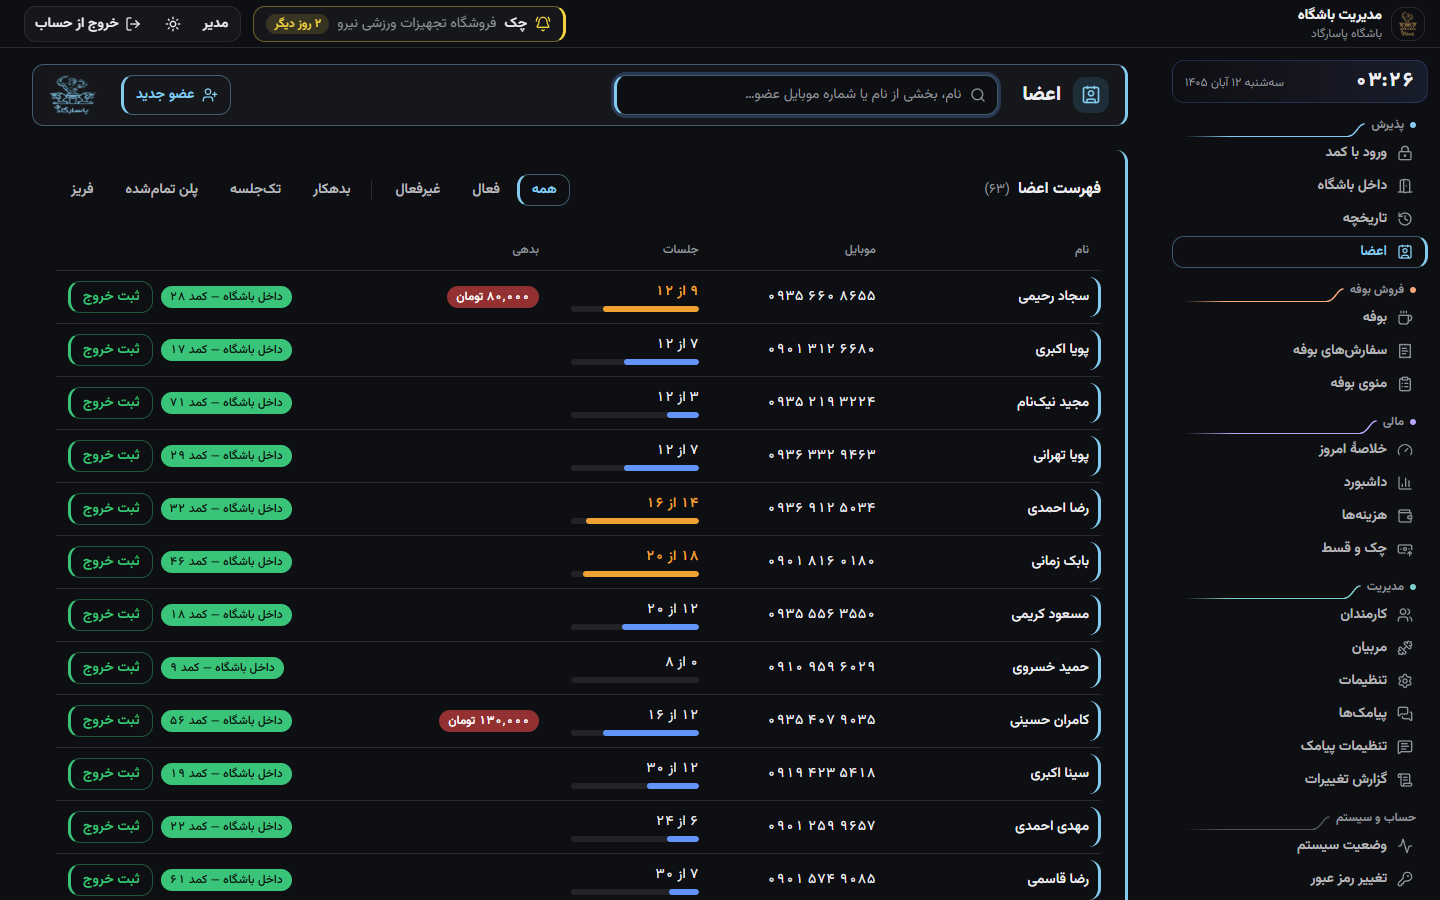 مدیریت باشگاه
باشگاه پاسارگاد
چک فروشگاه تجهیزات ورزشی نیرو ۲ روز دیگر
مدیر
خروج از حساب
۰۳:۲۶
سه‌شنبه ۱۲ آبان ۱۴۰۵
پذیرش
ورود با کمد
داخل باشگاه
تاریخچه
اعضا
فروش بوفه
بوفه
سفارش‌های بوفه
منوی بوفه
مالی
خلاصهٔ امروز
داشبورد
هزینه‌ها
چک و قسط
مدیریت
کارمندان
مربیان
تنظیمات
پیامک‌ها
تنظیمات پیامک
گزارش تغییرات
حساب و سیستم
وضعیت سیستم
تغییر رمز عبور
اعضا
نام، بخشی از نام یا شماره موبایل عضو...
عضو جدید
پاسارگاد
فهرست اعضا (۶۳)
همه فعال غیرفعال بدهکار تک‌جلسه پلن تمام‌شده فریز
نام موبایل جلسات بدهی
سجاد رحیمی ۰۹۳۵ ۶۶۰ ۸۶۵۵ ۹ از ۱۲ ۸۰,۰۰۰ تومان داخل باشگاه — کمد ۲۸ ثبت خروج
پویا اکبری ۰۹۰۱ ۳۱۲ ۶۶۸۰ ۷ از ۱۲ داخل باشگاه — کمد ۱۷ ثبت خروج
مجید نیک‌نام ۰۹۳۵ ۲۱۹ ۳۲۲۴ ۳ از ۱۲ داخل باشگاه — کمد ۷۱ ثبت خروج
پویا تهرانی ۰۹۳۶ ۳۳۲ ۹۴۶۳ ۷ از ۱۲ داخل باشگاه — کمد ۲۹ ثبت خروج
رضا احمدی ۰۹۳۶ ۹۱۲ ۵۰۳۴ ۱۴ از ۱۶ داخل باشگاه — کمد ۳۲ ثبت خروج
بابک زمانی ۰۹۰۱ ۸۱۶ ۰۱۸۰ ۱۸ از ۲۰ داخل باشگاه — کمد ۴۶ ثبت خروج
مسعود کریمی ۰۹۳۵ ۵۵۶ ۳۵۵۰ ۱۲ از ۲۰ داخل باشگاه — کمد ۱۸ ثبت خروج
حمید خسروی ۰۹۱۰ ۹۵۹ ۶۰۲۹ ۰ از ۸ داخل باشگاه — کمد ۹ ثبت خروج
کامران حسینی ۰۹۳۵ ۴۰۷ ۹۰۳۵ ۱۲ از ۱۶ ۱۳۰,۰۰۰ تومان داخل باشگاه — کمد ۵۶ ثبت خروج
سینا اکبری ۰۹۱۹ ۴۲۳ ۵۴۱۸ ۱۲ از ۳۰ داخل باشگاه — کمد ۱۹ ثبت خروج
مهدی احمدی ۰۹۰۱ ۲۵۹ ۹۶۵۷ ۶ از ۲۴ داخل باشگاه — کمد ۲۲ ثبت خروج
رضا قاسمی ۰۹۰۱ ۵۷۴ ۹۰۸۵ ۷ از ۳۰ داخل باشگاه — کمد ۶۱ ثبت خروج